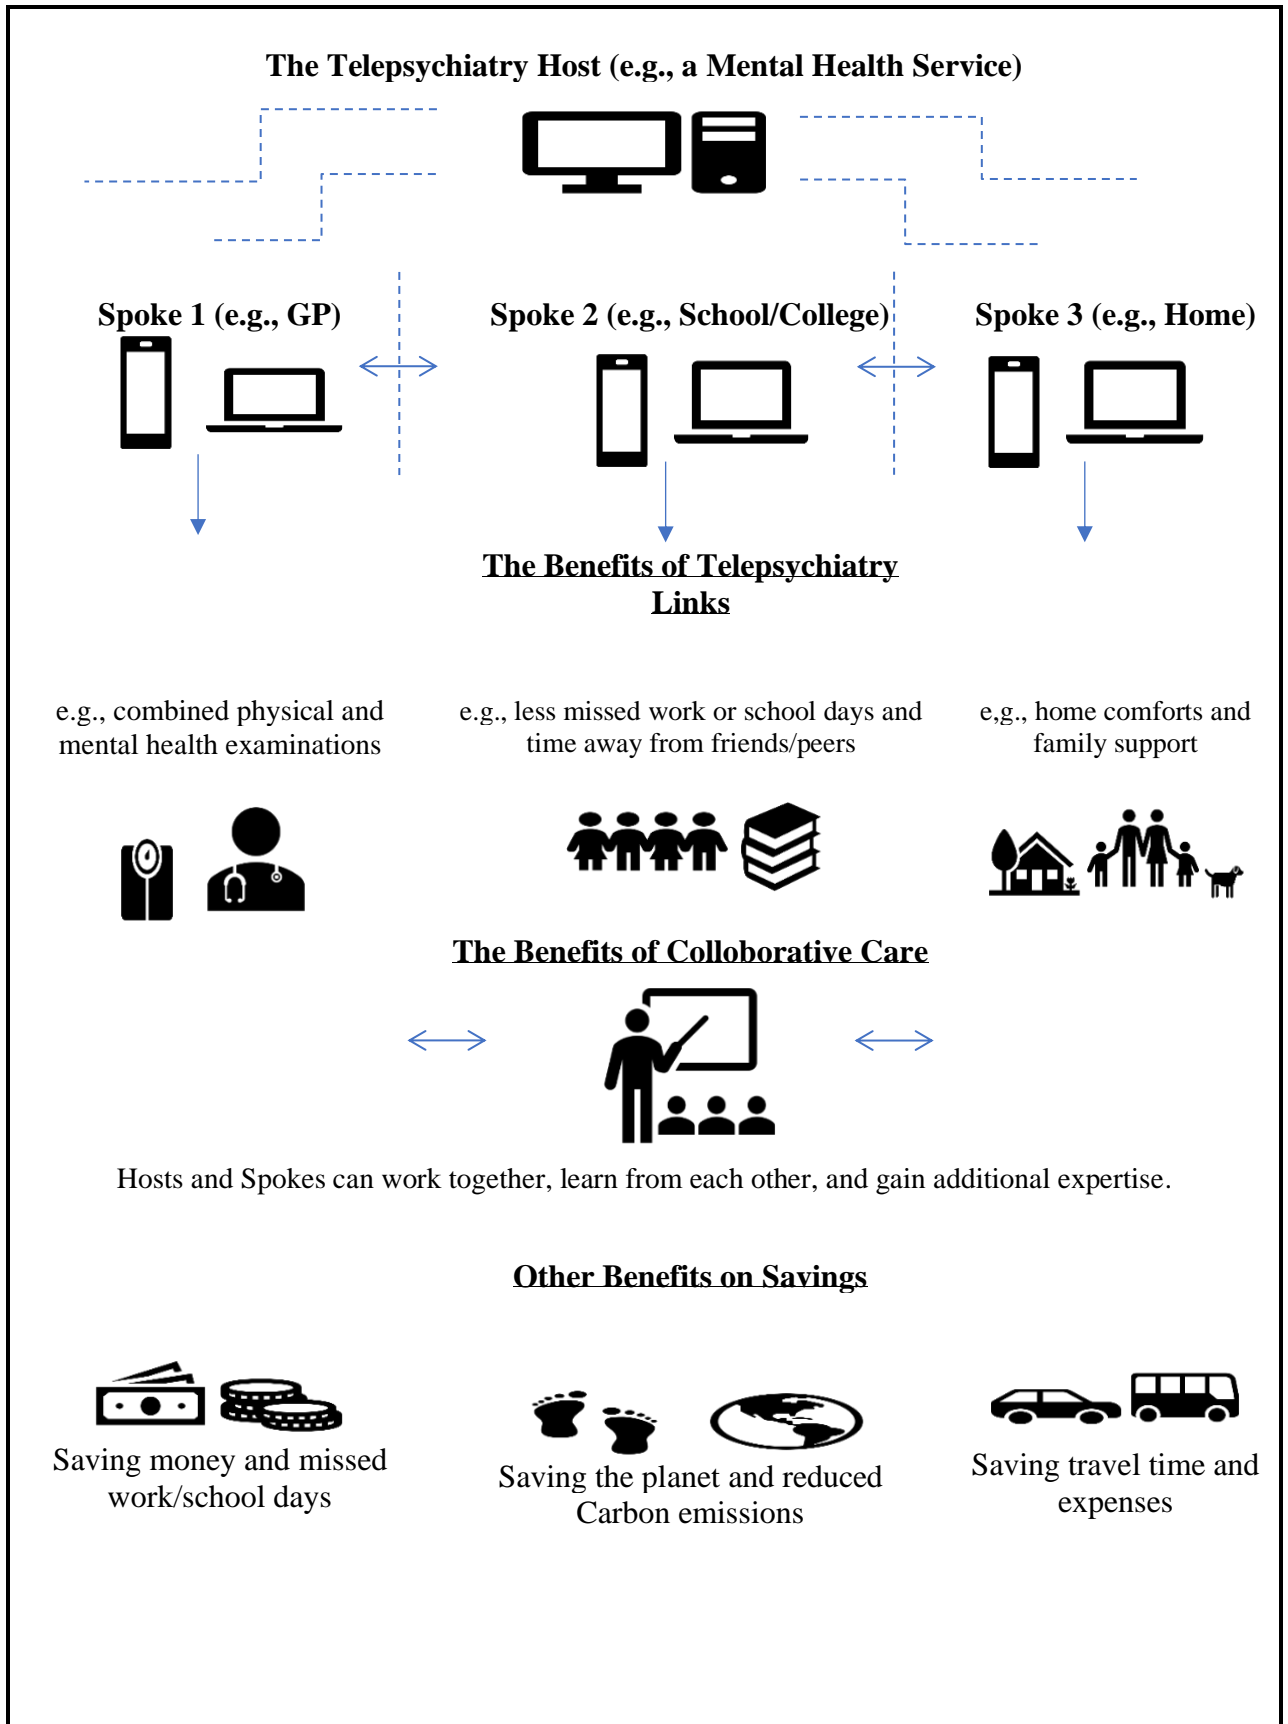 The Telepsychiatry Host (e.g., a Mental Health Service)
Spoke 1 (e.g., GP)
Spoke 2 (e.g., School/College)
Spoke 3 (e.g., Home)
The Benefits of Telepsychiatry
Links
e.g., combined physical and
mental health examinations
e.g., less missed work or school days and
time away from friends/peers
e,g., home comforts and
family support
The Benefits of Colloborative Care
Hosts and Spokes can work together, learn from each other, and gain additional expertise.
Other Benefits on Savings
Saving money and missed
work/school days
Saving the planet and reduced
Carbon emissions
Saving travel time and
expenses